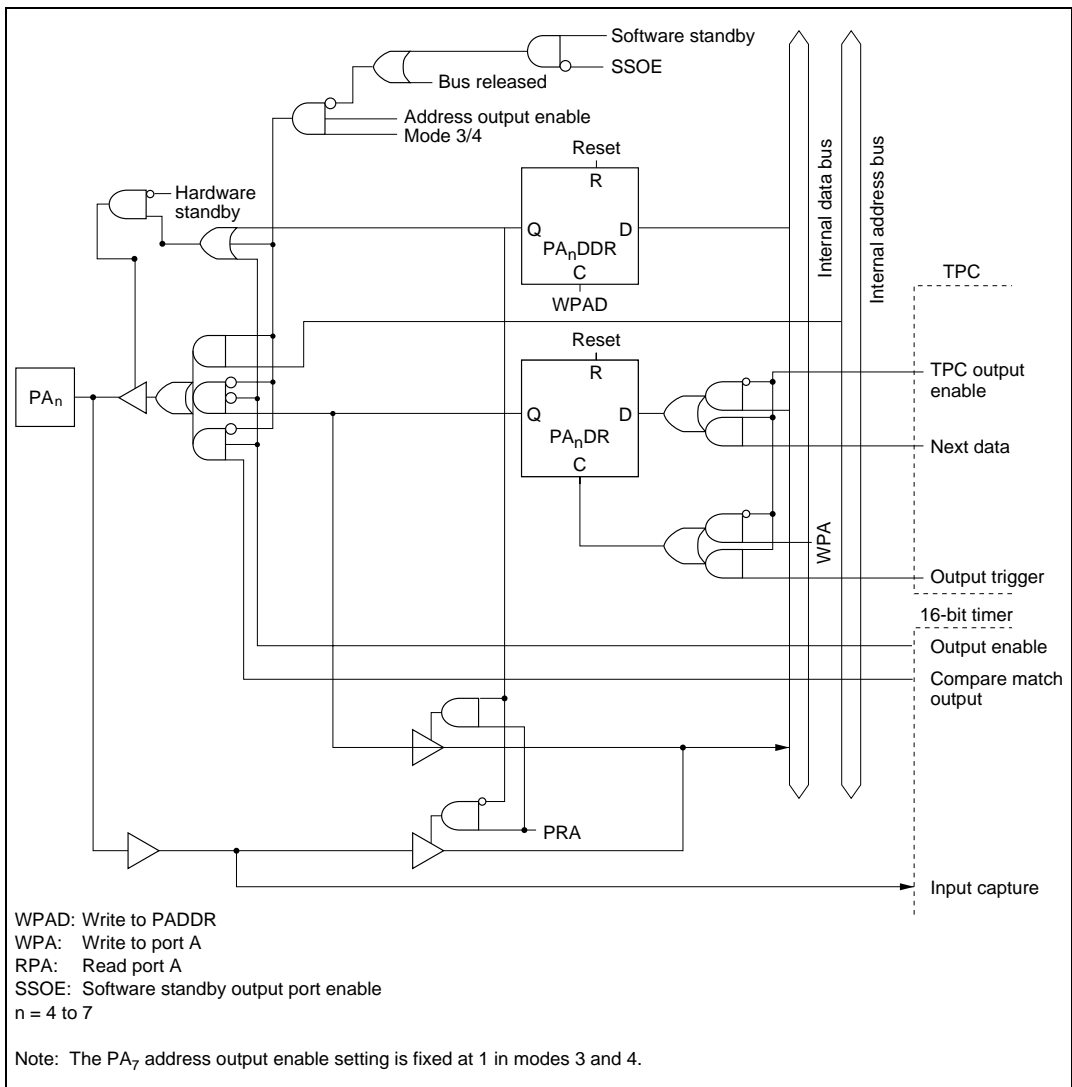 Software standby
SSOE
Bus released
Address output enable
Mode 3/4
Hardware
standby
Reset
R
Q
D
PAnDDR
C
WPAD
Internal data bus
Internal address bus
TPC
Reset
R
Q
D
PAnDR
C
PAn
TPC output
enable
Next data
WPA
Output trigger
16-bit timer
Output enable
Compare match
output
PRA
Input capture
WPAD: Write to PADDR
WPA: Write to port A
RPA: Read port A
SSOE: Software standby output port enable
n = 4 to 7
Note: The PA7 address output enable setting is fixed at 1 in modes 3 and 4.